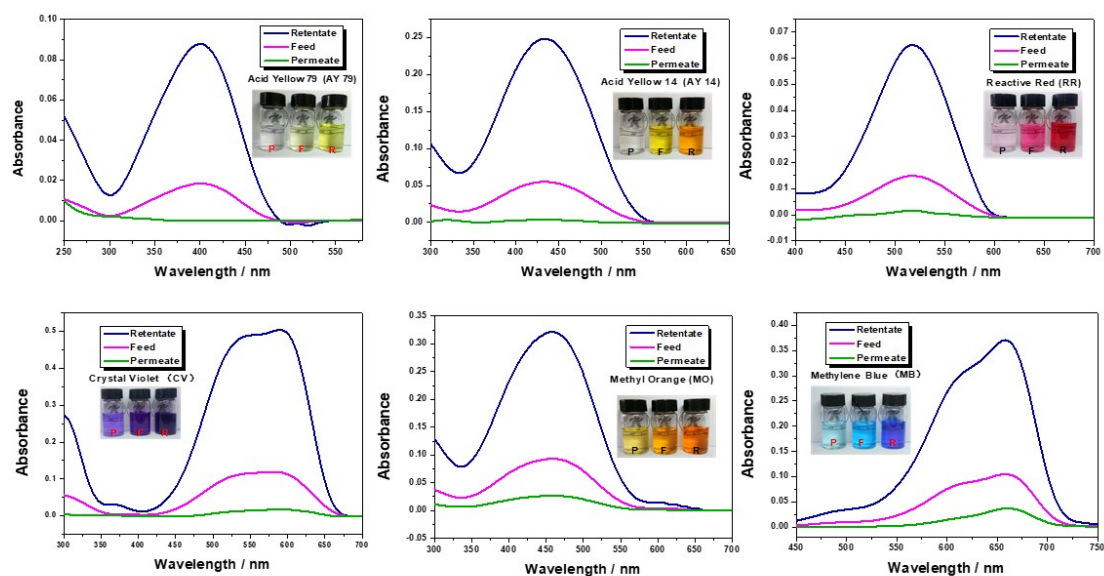 0.10
0.08
0.06
0.04
0.02
0.00
Absorbance
Retentate
Feed
Permeate
Acid Yellow 79 (AY 79)
P F R
250 300 350 400 450 500 550
Wavelength / nm
0.25
0.20
0.15
0.10
0.05
0.00
Absorbance
Retentate
Feed
Permeate
Acid Yellow 14 (AY 14)
P F R
300 350 400 450 500 550 600 650
Wavelength / nm
0.07
0.06
0.05
0.04
0.03
0.02
0.01
0.00
-0.01
Absorbance
Retentate
Feed
Permeate
Reactive Red (RR)
P F R
400 450 500 550 600 650 700
Wavelength / nm
0.5
0.4
0.3
0.2
0.1
0.0
Absorbance
Retentate
Feed
Permeate
Crystal Violet (CV)
P F R
300 350 400 450 500 550 600 650 700
Wavelength / nm
0.35
0.30
0.25
0.20
0.15
0.10
0.05
0.00
-0.05
Absorbance
Retentate
Feed
Permeate
Methyl Orange (MO)
P F R
300 350 400 450 500 550 600 650 700
Wavelength / nm
0.40
0.35
0.30
0.25
0.20
0.15
0.10
0.05
0.00
Absorbance
Retentate
Feed
Permeate
Methylene Blue (MB)
P F R
450 500 550 600 650 700 750
Wavelength / nm